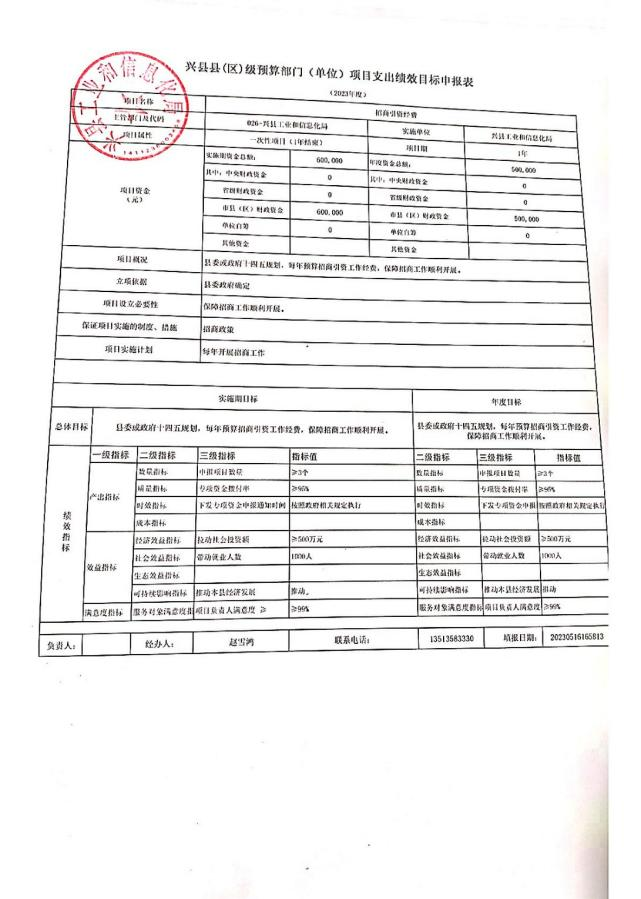 兴县县(区)级预算部门（单位）项目支出绩效目标申报表
（2023年度）
项目名称 招商引资经费
主管部门及代码 026-兴县工业和信息化局 实施单位 兴县工业和信息化局
项目属性 一次性项目（1年结束） 项目期 1年
项目资金（元） 实施期资金总额： 600,000 年度资金总额： 500,000
其中：中央财政资金 0 其中：中央财政资金 0
省级财政资金 0 省级财政资金 0
市县（区）财政资金 600,000 市县（区）财政资金 500,000
单位自筹 0 单位自筹 0
其他资金 其他资金
项目概况 县委或政府十四五规划，每年预算招商引资工作经费，保障招商工作顺利开展。
立项依据 县委政府确定
项目设立必要性 保障招商工作顺利开展。
保证项目实施的制度、措施 招商政策
项目实施计划 每年开展招商工作
实施期目标 年度目标
总体目标 县委或政府十四五规划，每年预算招商引资工作经费，保障招商工作顺利开展。 县委或政府十四五规划，每年预算招商引资工作经费，保障招商工作顺利开展。
绩效指标 一级指标 二级指标 三级指标 指标值 二级指标 三级指标 指标值
产出指标 数量指标 申报项目数量 ≥3个 数量指标 申报项目数量 ≥3个
质量指标 专项资金拨付率 ≥95% 质量指标 专项资金拨付率 ≥95%
时效指标 下发专项资金申报通知时间 按照政府相关规定执行 时效指标 下发专项资金申报 按照政府相关规定执行
成本指标 成本指标
效益指标 经济效益指标 拉动社会投资额 ≥500万元 经济效益指标 拉动社会投资额 ≥500万元
社会效益指标 带动就业人数 1000人 社会效益指标 带动就业人数 1000人
生态效益指标 生态效益指标
可持续影响指标 推动本县经济发展 推动。 可持续影响指标 推动本县经济发展 推动
满意度指标 服务对象满意度指 项目负责人满意度 ≥ ≥99% 服务对象满意度指标 项目负责人满意度 ≥99%
负责人： 经办人： 赵雪鸿 联系电话： 13513583330 填报日期： 20230516165813
兴县工业和信息化局